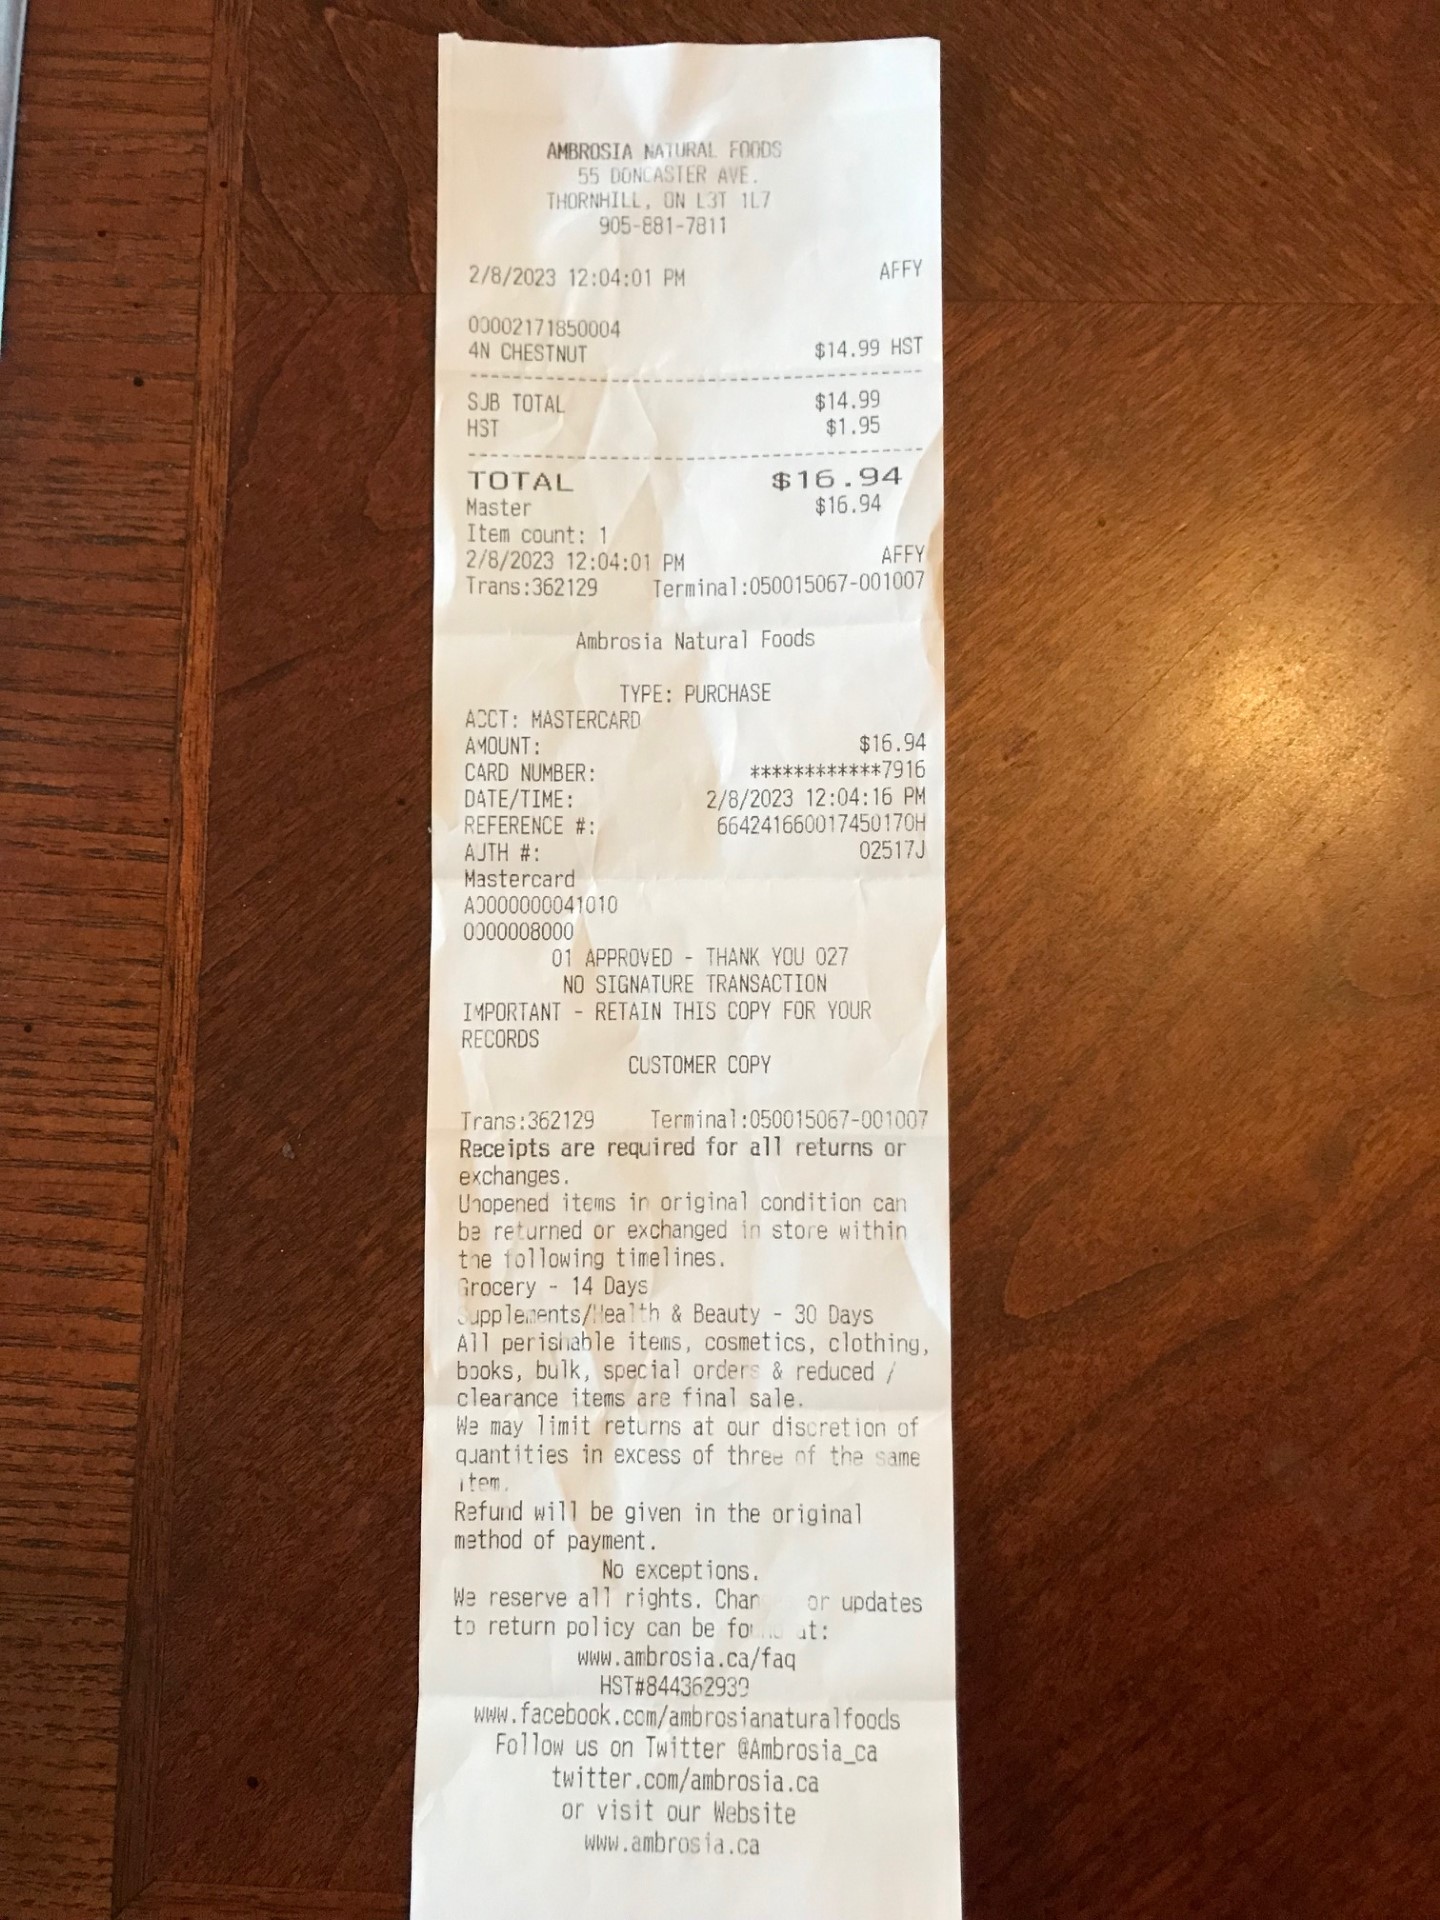 AMBROSIA NATURAL FOODS
55 DONCASTER AVE.
THORNHILL, ON L3T 1L7
905-881-7811
2/8/2023 12:04:01 PM AFFY
00002171850004
4N CHESTNUT $14.99 HST
SUB TOTAL $14.99
HST $1.95
TOTAL $16.94
Master $16.94
Item count: 1
2/8/2023 12:04:01 PM AFFY
Trans:362129 Terminal:050015067-001007
Ambrosia Natural Foods
TYPE: PURCHASE
ACCT: MASTERCARD
AMOUNT: $16.94
CARD NUMBER: ************7916
DATE/TIME: 2/8/2023 12:04:16 PM
REFERENCE #: 664241660017450170H
AUTH #: 02517J
Mastercard
A0000000041010
0000008000
01 APPROVED - THANK YOU 027
NO SIGNATURE TRANSACTION
IMPORTANT - RETAIN THIS COPY FOR YOUR
RECORDS
CUSTOMER COPY
Trans:362129 Terminal:050015067-001007
Receipts are required for all returns or
exchanges.
Unopened items in original condition can
be returned or exchanged in store within
the following timelines.
Grocery - 14 Days
Supplements/Health & Beauty - 30 Days
All perishable items, cosmetics, clothing,
books, bulk, special orders & reduced /
clearance items are final sale.
We may limit returns at our discretion of
quantities in excess of three of the same
item.
Refund will be given in the original
method of payment.
No exceptions.
We reserve all rights. or updates
to return policy can be found at:
www.ambrosia.ca/faq
HST#844362939
www.facebook.com/ambrosianaturalfoods
Follow us on Twitter @Ambrosia_ca
twitter.com/ambrosia.ca
or visit our Website
www.ambrosia.ca